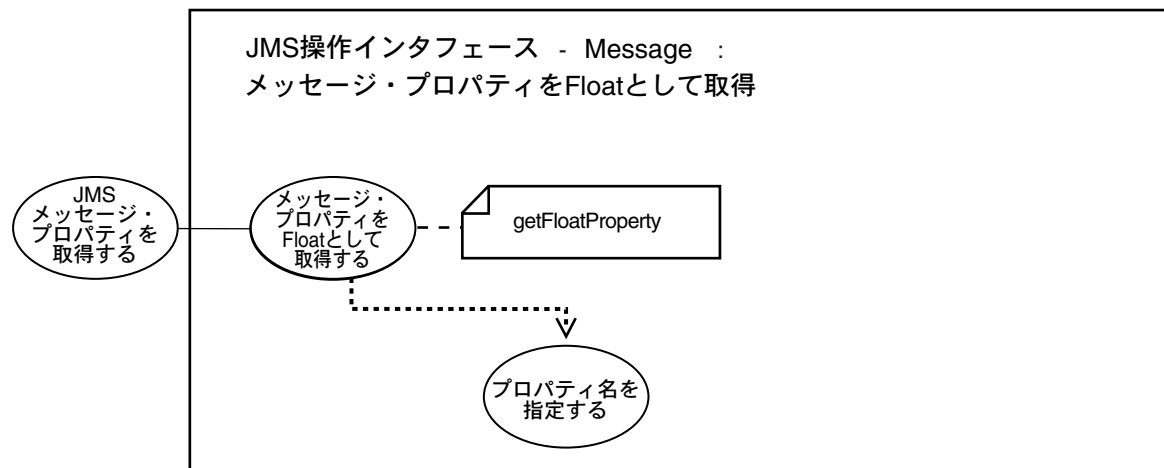 JMS操作インタフェース - Message :
メッセージ・プロパティをFloatとして取得
JMS
メッセージ・
プロパティを
取得する
メッセージ・
プロパティを
Floatとして
取得する
getFloatProperty
プロパティ名を
指定する